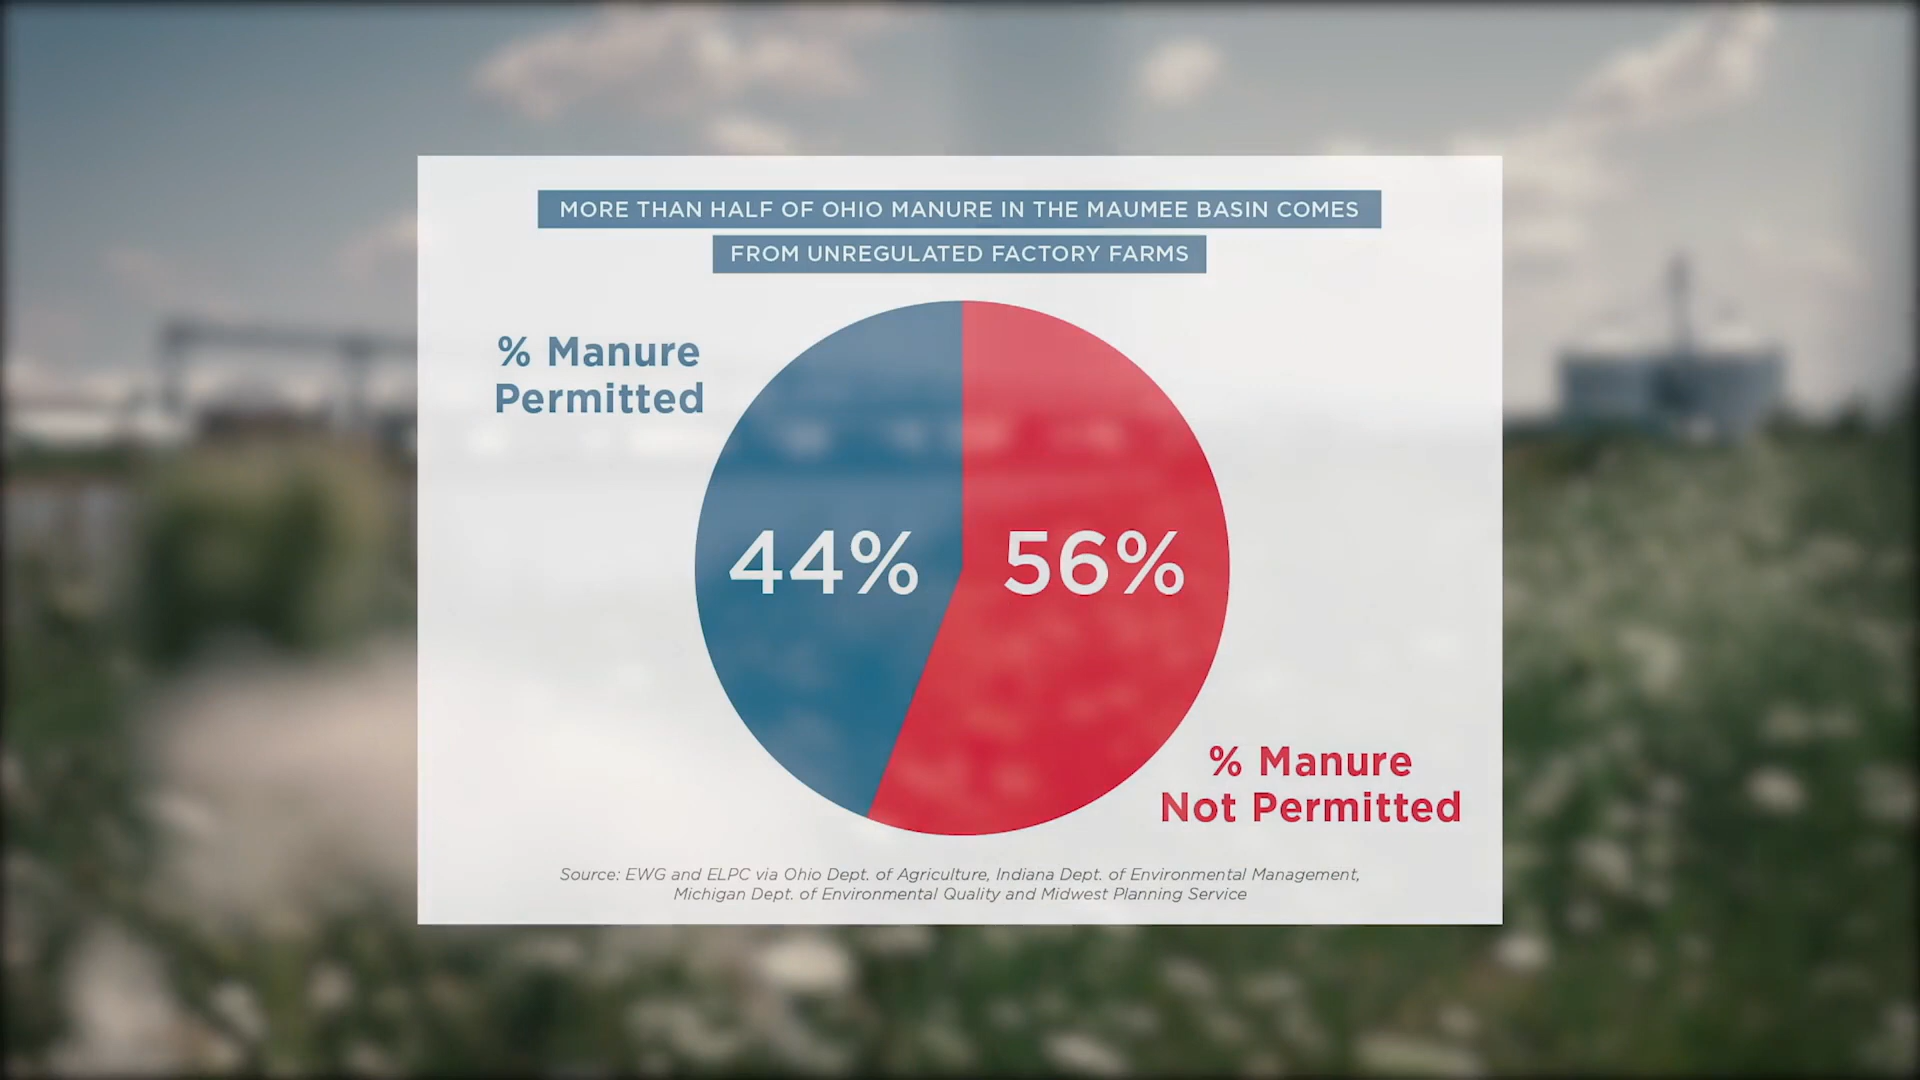 MORE THAN HALF OF OHIO MANURE IN THE MAUMEE BASIN COMES
FROM UNREGULATED FACTORY FARMS
% Manure
Permitted
44%
56%
% Manure
Not Permitted
Source: EWG and ELPC via Ohio Dept. of Agriculture, Indiana Dept. of Environmental Management,
Michigan Dept. of Environmental Quality and Midwest Planning Service